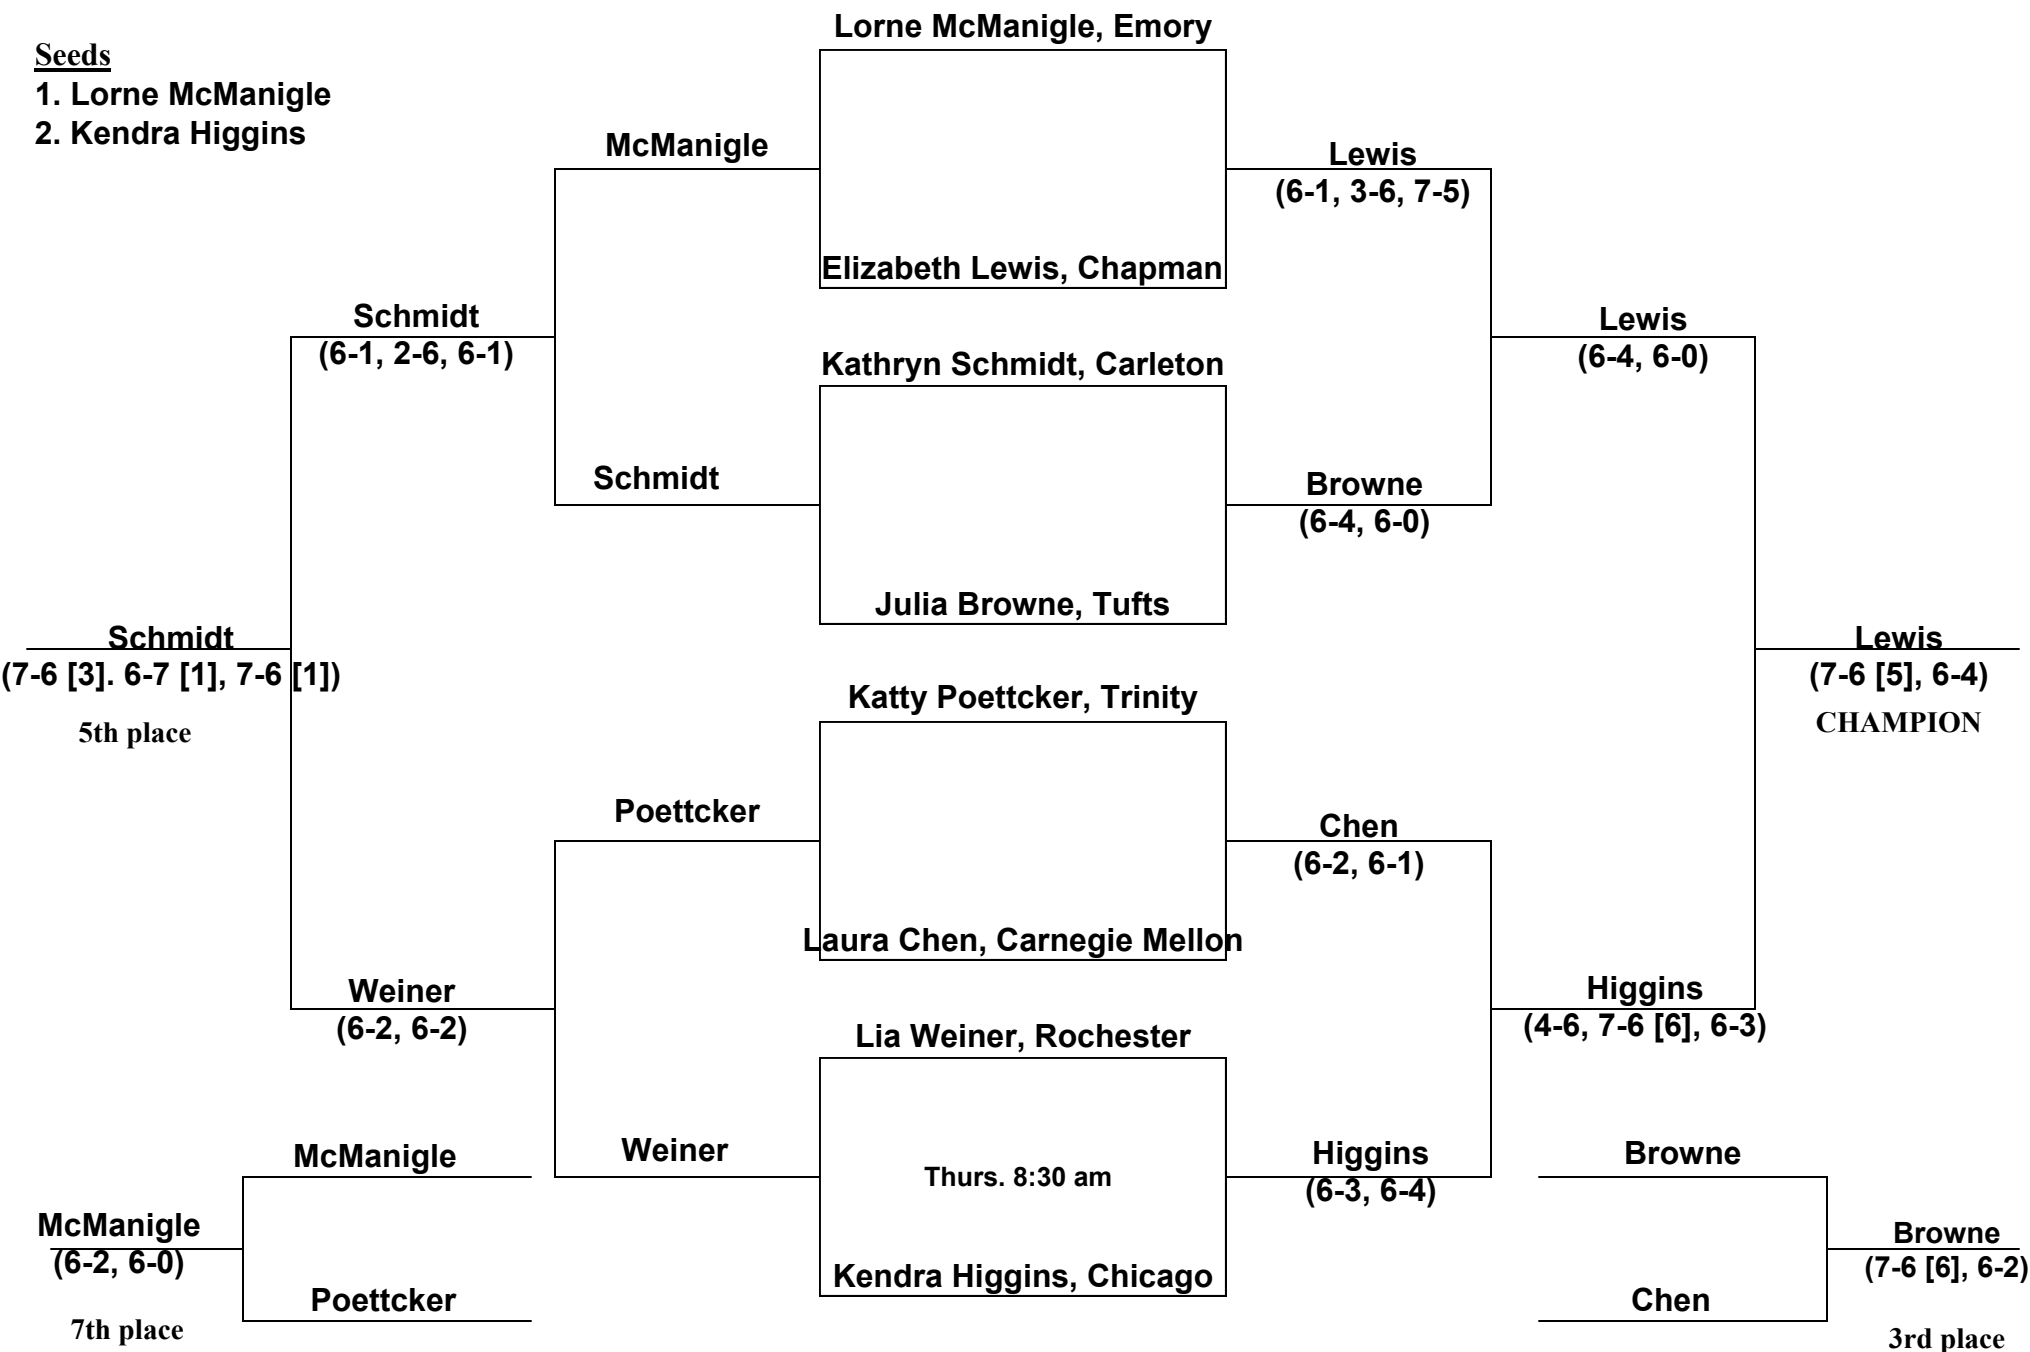 Lorne McManigle, Emory
Seeds
1. Lorne McManigle
2. Kendra Higgins
McManigle
Lewis
(6-1, 3-6, 7-5)
Elizabeth Lewis, Chapman
Schmidt
(6-1, 2-6, 6-1)
Lewis
(6-4, 6-0)
Kathryn Schmidt, Carleton
Schmidt
Browne
(6-4, 6-0)
Julia Browne, Tufts
Schmidt
(7-6 [3]. 6-7 [1], 7-6 [1])
5th place
Lewis
(7-6 [5], 6-4)
CHAMPION
Katty Poettcker, Trinity
Poettcker
Chen
(6-2, 6-1)
Laura Chen, Carnegie Mellon
Weiner
(6-2, 6-2)
Higgins
(4-6, 7-6 [6], 6-3)
Lia Weiner, Rochester
Weiner
Thurs. 8:30 am
Higgins
(6-3, 6-4)
Kendra Higgins, Chicago
McManigle
McManigle
(6-2, 6-0)
Poettcker
7th place
Browne
Browne
(7-6 [6], 6-2)
Chen
3rd place